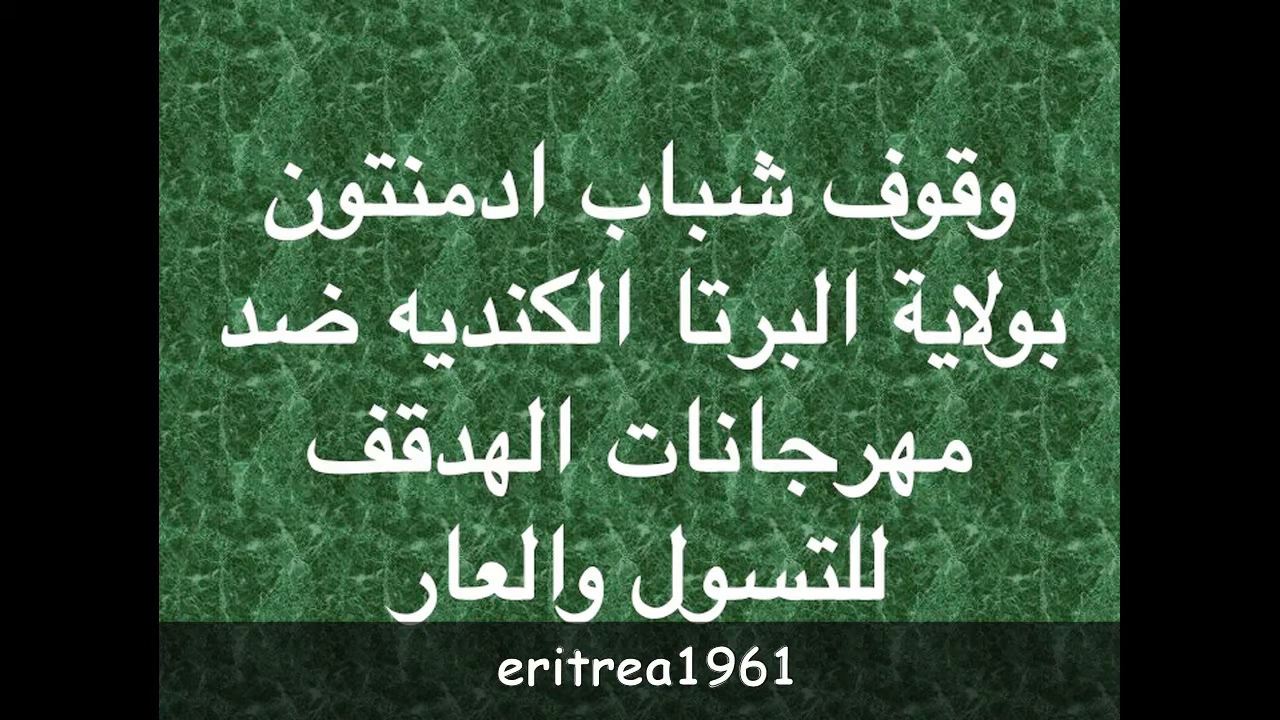 وقوف شباب ادمنتون
بولاية البرتا الكنديه ضد
مهرجانات الهدقف
للتسول والعار
eritrea1961